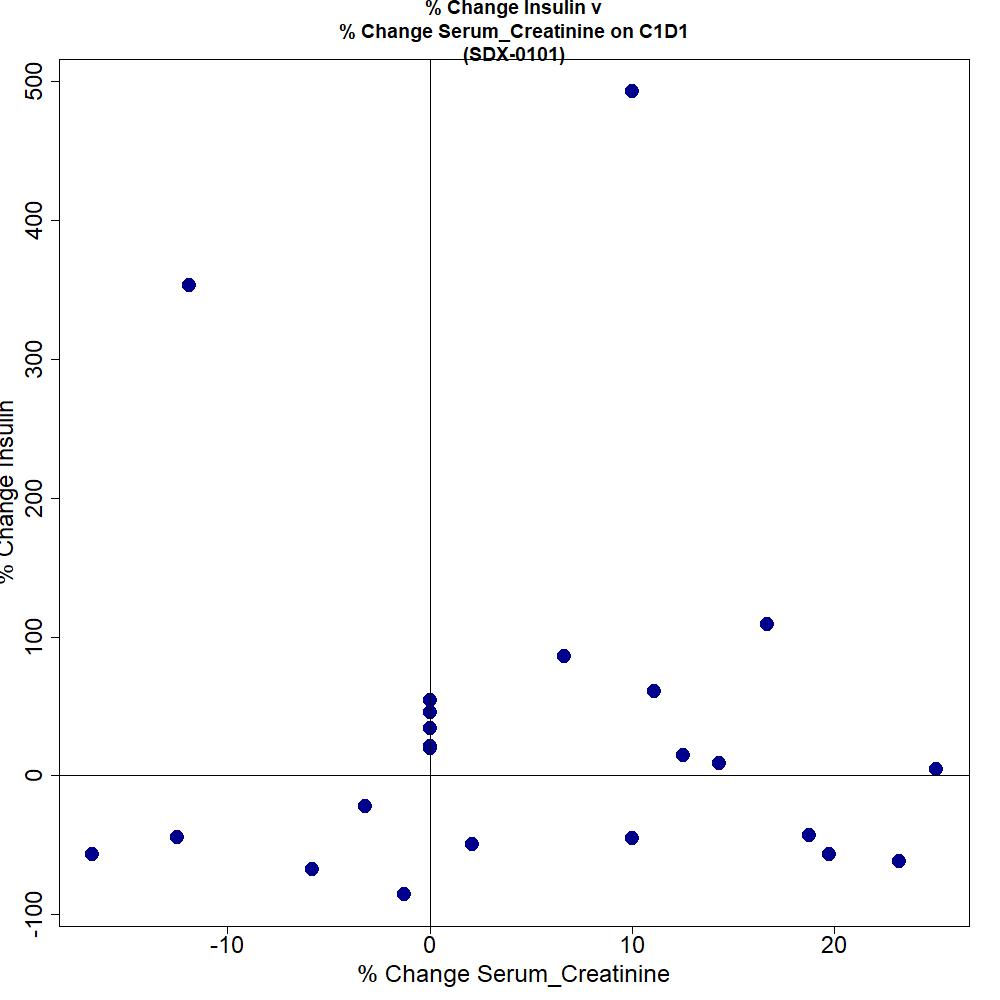 % Change Insulin v
% Change Serum_Creatinine on C1D1
(SDX-0101)
500
400
300
200
100
0
-100
% Change Insulin
-10
0
10
20
% Change Serum_Creatinine